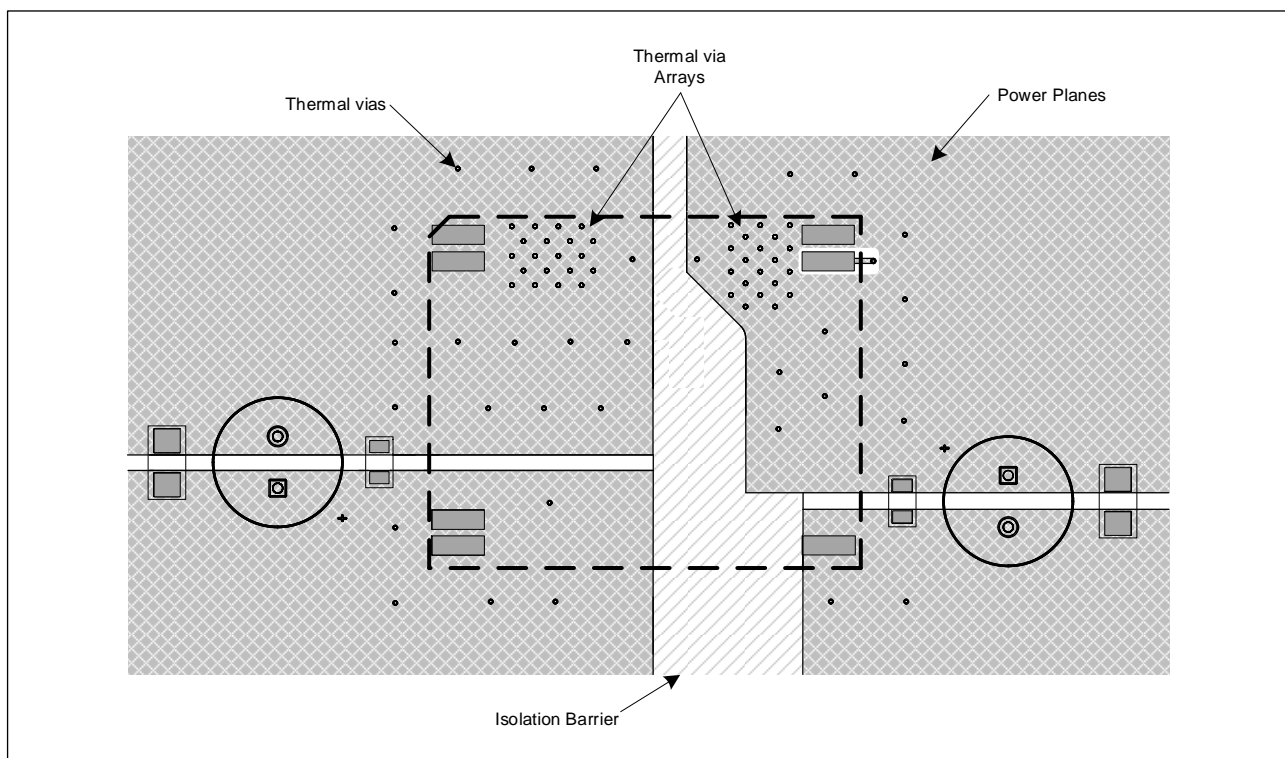 Thermal via
Arrays
Thermal vias
Power Planes
Isolation Barrier